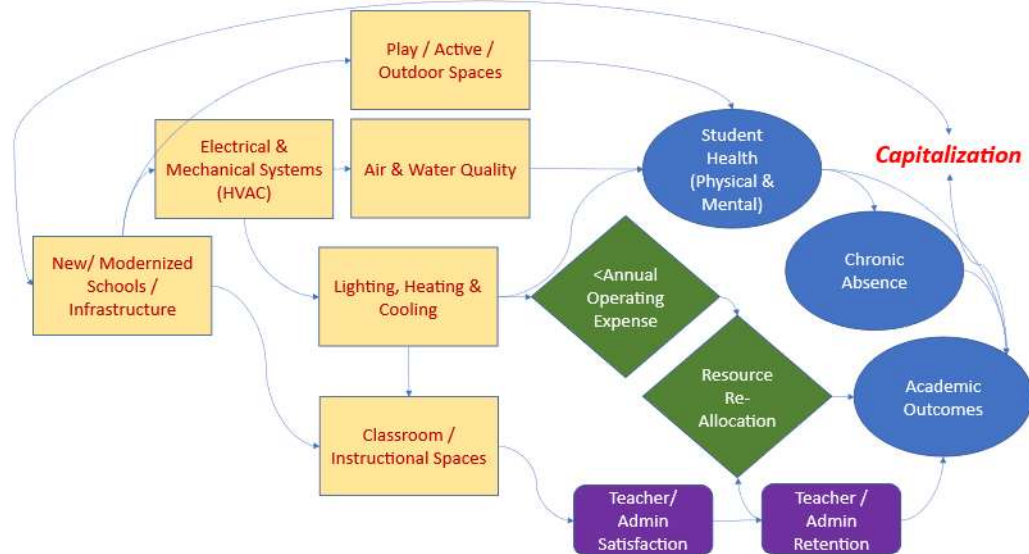 Play / Active /
Outdoor Spaces
Electrical &
Mechanical Systems
(HVAC)
Air & Water Quality
Student
Health
(Physical &
Mental)
Capitalization
New/ Modernized
Schools /
Infrastructure
Lighting, Heating &
Cooling
<Annual
Operating
Expense
Chronic
Absence
Resource
Re-
Allocation
Academic
Outcomes
Classroom /
Instructional Spaces
Teacher/
Admin
Satisfaction
Teacher /
Admin
Retention